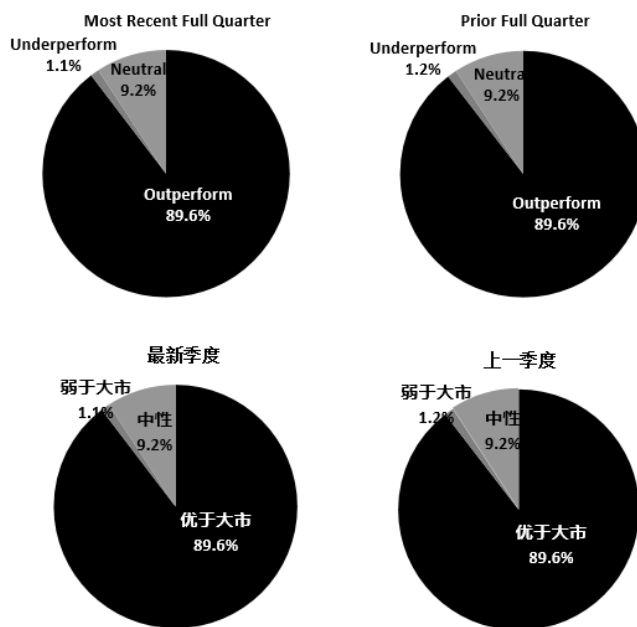 Most Recent Full Quarter
Underperform
1.1%
Neutral
9.2%
Outperform
89.6%
Prior Full Quarter
Underperform
1.2%
Neutra
9.2%
Outperform
89.6%
最新季度
弱于大市
1.1%
中性
9.2%
优于大市
89.6%
上一季度
弱于大市
1.2%
中性
9.2%
优于大市
89.6%